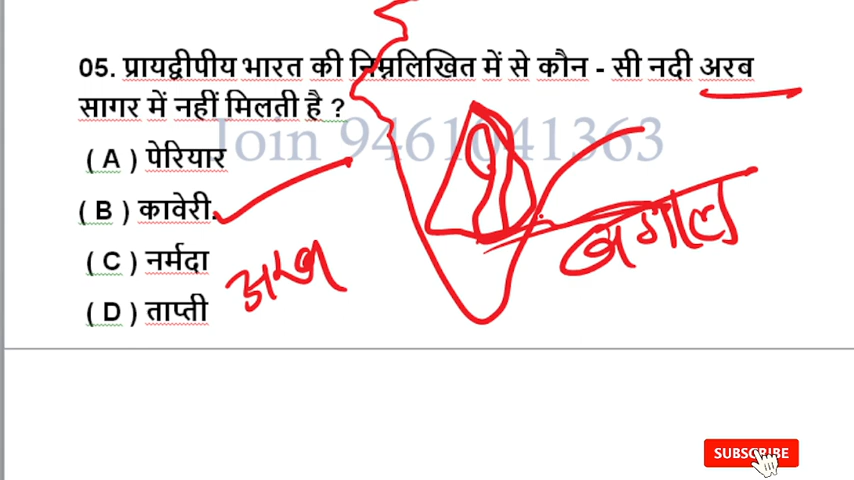 05. प्रायद्वीपीय भारत की निम्नलिखित में से कौन - सी नदी अरब
सागर में नहीं मिलती है ?
Join 9461041363
( A ) पेरियार
( B ) कावेरी.
( C ) नर्मदा
( D ) ताप्ती
अरब
बंगाल
SUBSCRIBE